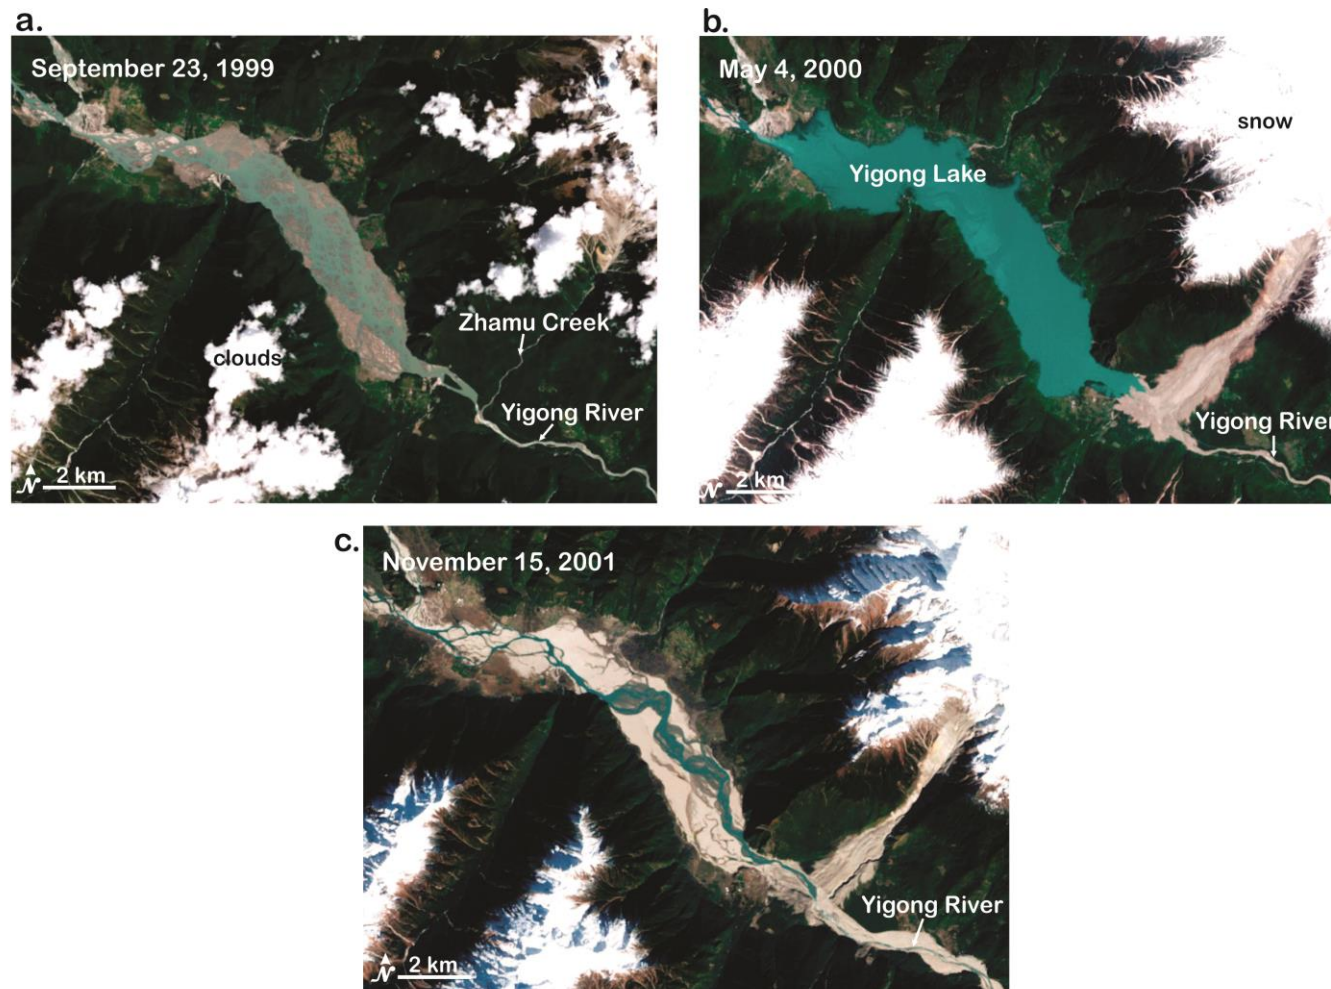 a.
September 23, 1999
clouds
Zhamu Creek
Yigong River
N
2 km
b.
May 4, 2000
snow
Yigong Lake
Yigong River
N
2 km
c.
November 15, 2001
Yigong River
N
2 km